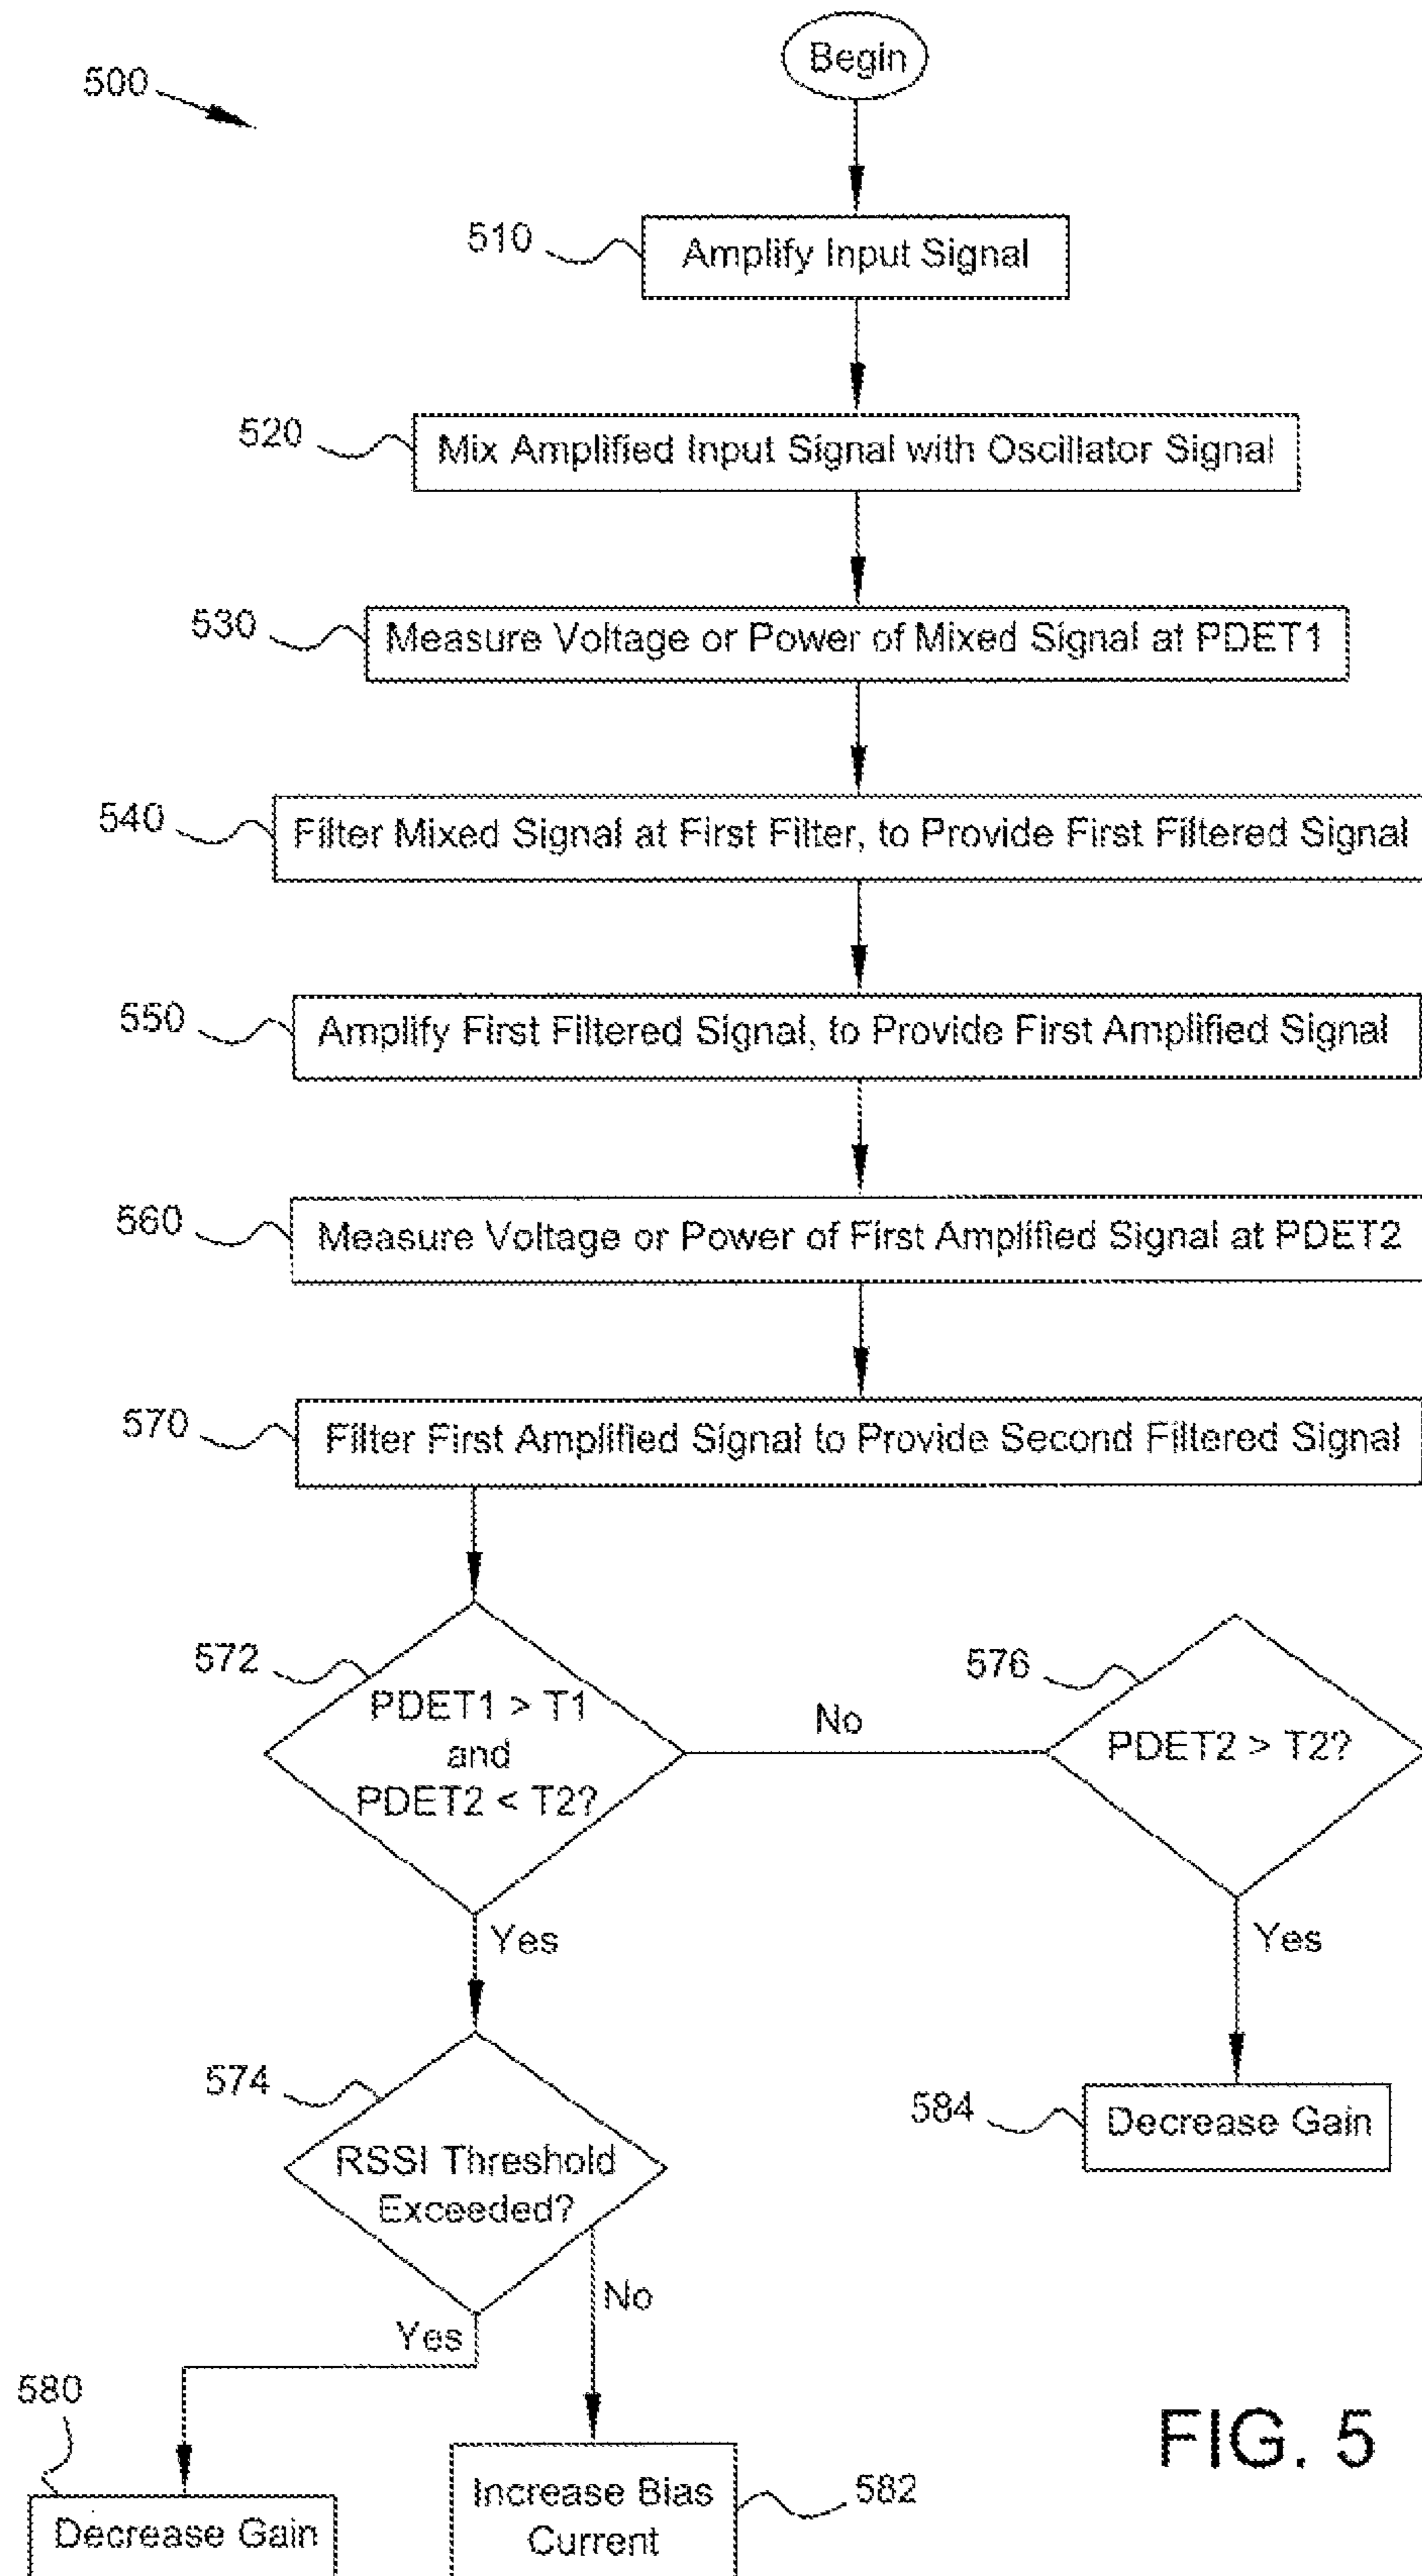 Begin
500
510
Amplify Input Signal
520
Mix Amplified Input Signal with Oscillator Signal
530
Measure Voltage or Power of Mixed Signal at PDET1
540
Filter Mixed Signal at First Filter, to Provide First Filtered Signal
550
Amplify First Filtered Signal, to Provide First Amplified Signal
560
Measure Voltage or Power of First Amplified Signal at PDET2
570
Filter First Amplified Signal to Provide Second Filtered Signal
572
PDET1 > T1
and
PDET2 < T2?
No
576
PDET2 > T2?
Yes
Yes
574
RSSI Threshold
Exceeded?
584
Decrease Gain
No
Yes
580
Decrease Gain
Increase Bias
Current
582
FIG. 5